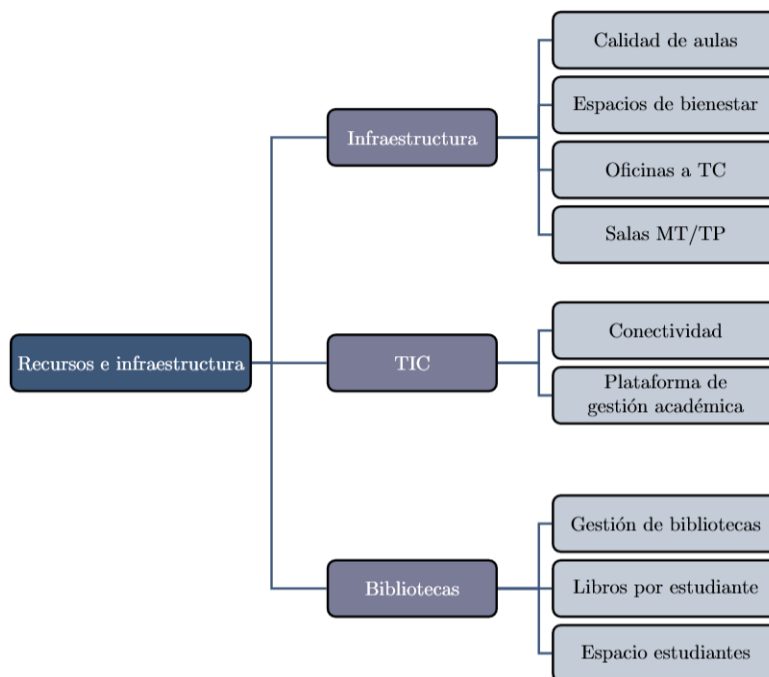 Recursos e infraestructura
Infraestructura
Calidad de aulas
Espacios de bienestar
Oficinas a TC
Salas MT/TP
TIC
Conectividad
Plataforma de
gestión académica
Bibliotecas
Gestión de bibliotecas
Libros por estudiante
Espacio estudiantes